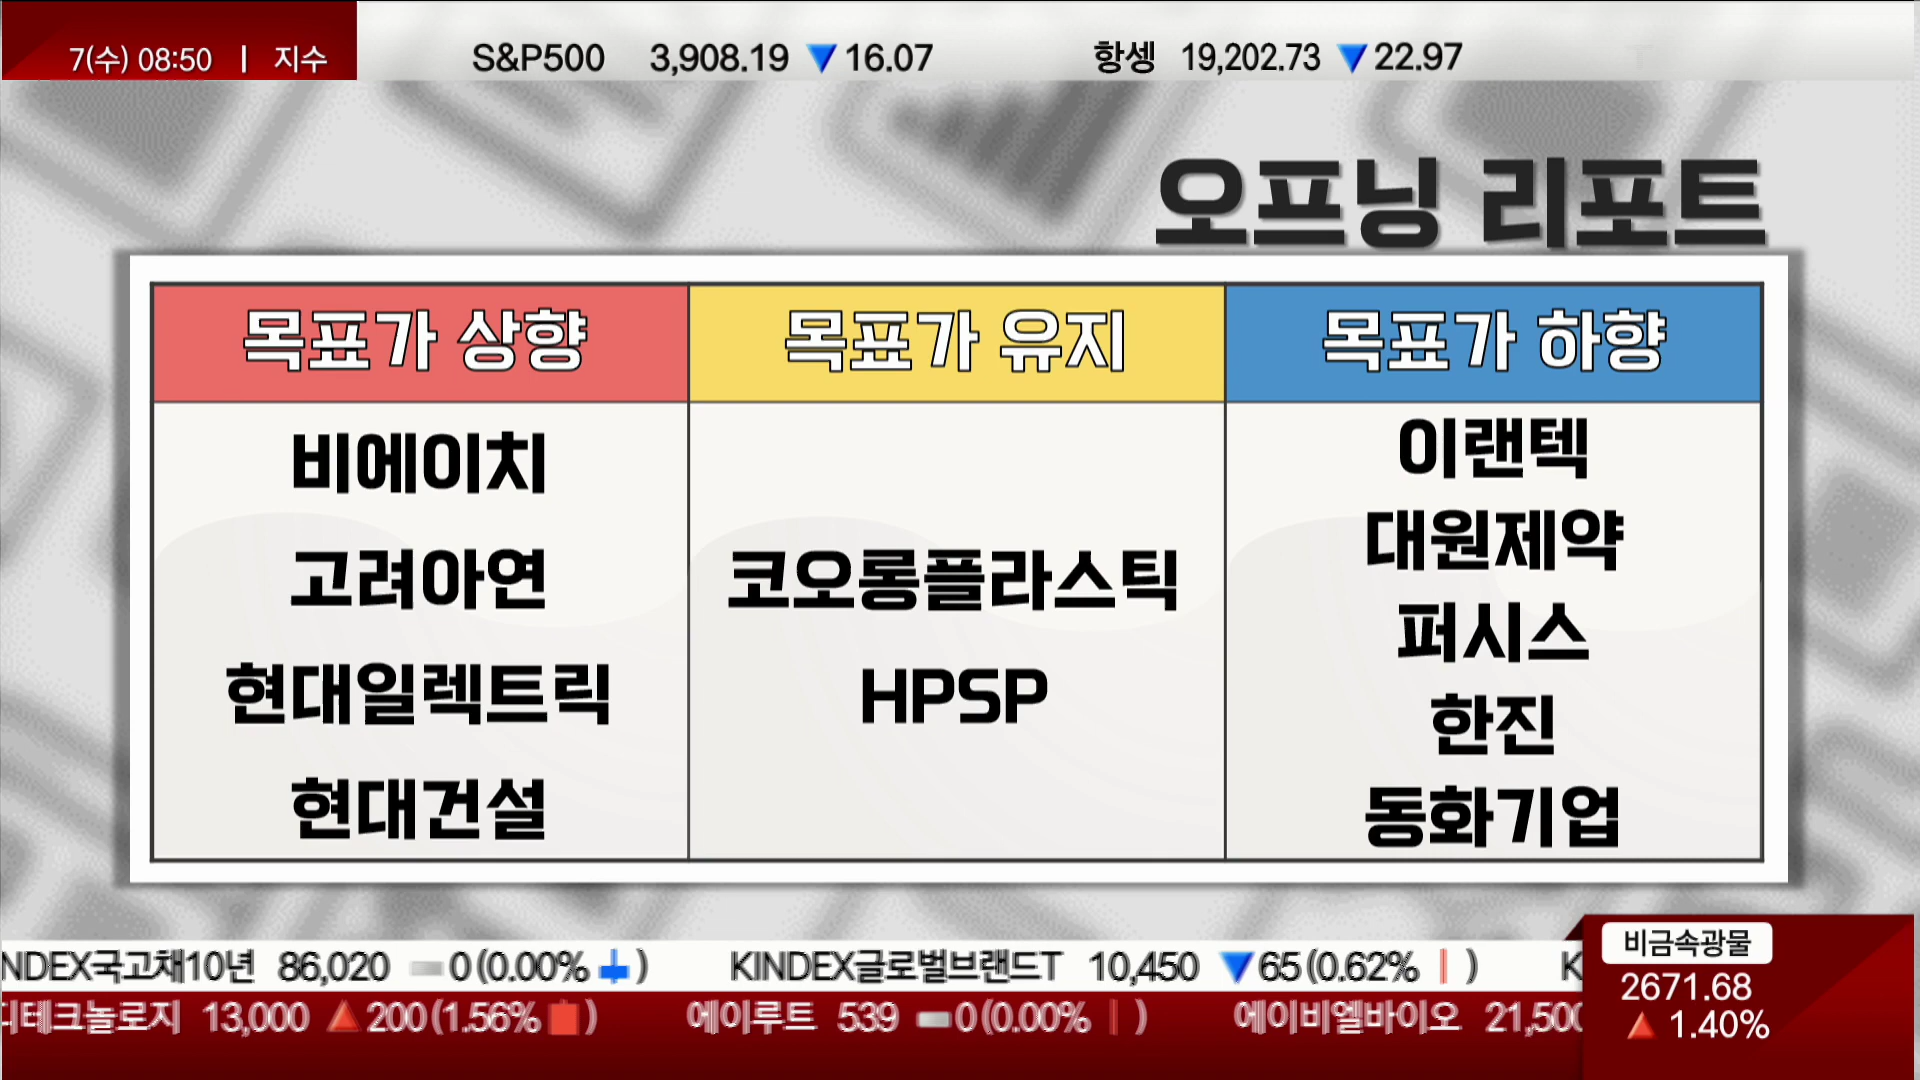 7(수) 08:50 | 지수 S&P500 3,908.19 ▼16.07 항셍 19,202.73 ▼22.97
오프닝 리포트
목표가 상향 목표가 유지 목표가 하향
비에이치
고려아연
현대일렉트릭
현대건설
코오롱플라스틱
HPSP
이랜텍
대원제약
퍼시스
한진
동화기업
NDEX국고채10년 86,020 0(0.00% ) KINDEX글로벌브랜드T 10,450 ▼65(0.62% ) K
디테크놀로지 13,000 ▲200(1.56% ) 에이루트 539 0(0.00% ) 에이비엘바이오 21,500
비금속광물
2671.68
▲ 1.40%